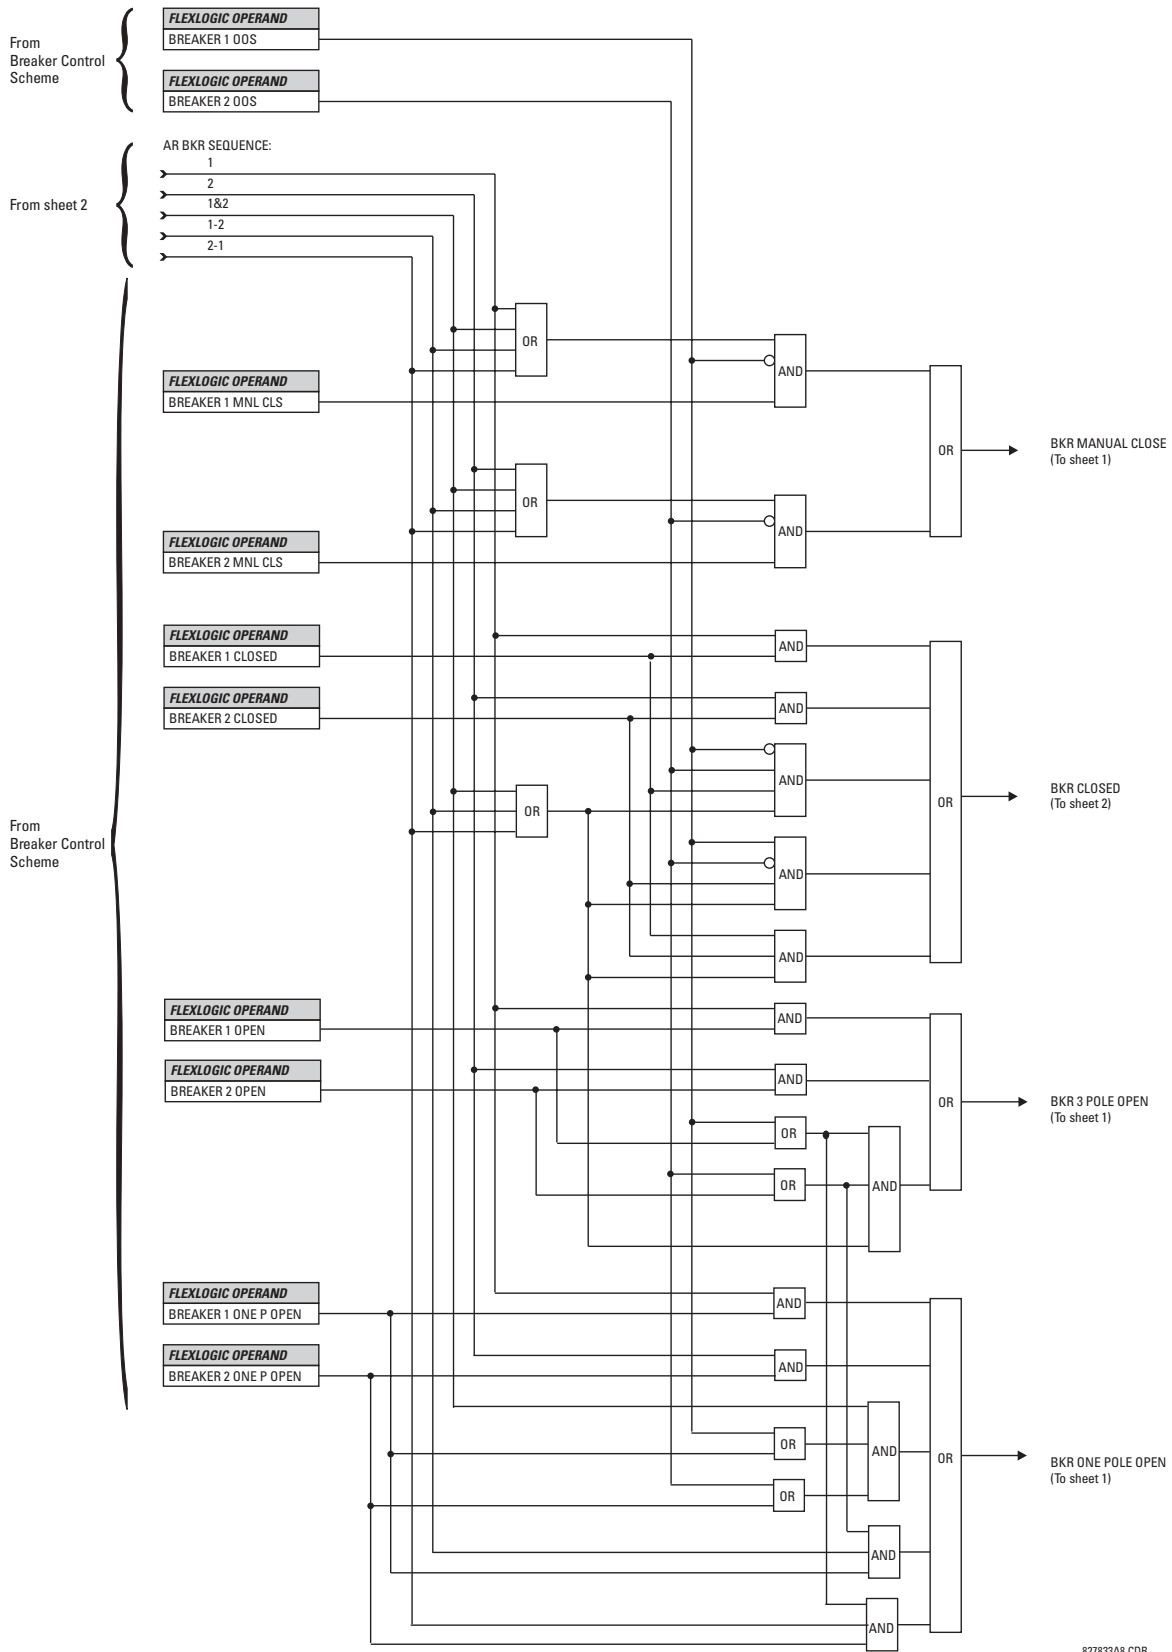 From
Breaker Control
Scheme
FLEXLOGIC OPERAND
BREAKER 1 OOS
FLEXLOGIC OPERAND
BREAKER 2 OOS
From sheet 2
AR BKR SEQUENCE:
1
2
1&2
1-2
2-1
OR
AND
FLEXLOGIC OPERAND
BREAKER 1 MNL CLS
OR
BKR MANUAL CLOSE
(To sheet 1)
OR
AND
FLEXLOGIC OPERAND
BREAKER 2 MNL CLS
FLEXLOGIC OPERAND
BREAKER 1 CLOSED
AND
FLEXLOGIC OPERAND
BREAKER 2 CLOSED
AND
AND
OR
OR
BKR CLOSED
(To sheet 2)
From
Breaker Control
Scheme
AND
AND
FLEXLOGIC OPERAND
BREAKER 1 OPEN
AND
FLEXLOGIC OPERAND
BREAKER 2 OPEN
AND
OR
BKR 3 POLE OPEN
(To sheet 1)
OR
OR
AND
FLEXLOGIC OPERAND
BREAKER 1 ONE P OPEN
AND
FLEXLOGIC OPERAND
BREAKER 2 ONE P OPEN
AND
OR
AND
OR
BKR ONE POLE OPEN
(To sheet 1)
OR
AND
AND
827833A8.CDR